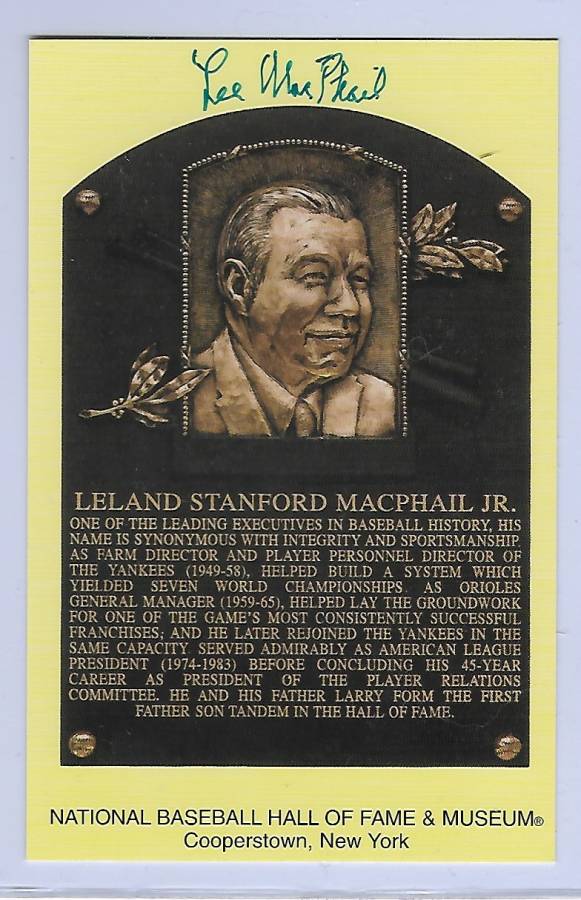 Lee MacPhail
LELAND STANFORD MACPHAIL JR.
ONE OF THE LEADING EXECUTIVES IN BASEBALL HISTORY, HIS
NAME IS SYNONYMOUS WITH INTEGRITY AND SPORTSMANSHIP.
AS FARM DIRECTOR AND PLAYER PERSONNEL DIRECTOR OF
THE YANKEES (1949-58), HELPED BUILD A SYSTEM WHICH
YIELDED SEVEN WORLD CHAMPIONSHIPS. AS ORIOLES
GENERAL MANAGER (1959-65), HELPED LAY THE GROUNDWORK
FOR ONE OF THE GAME'S MOST CONSISTENTLY SUCCESSFUL
FRANCHISES, AND HE LATER REJOINED THE YANKEES IN THE
SAME CAPACITY. SERVED ADMIRABLY AS AMERICAN LEAGUE
PRESIDENT (1974-1983) BEFORE CONCLUDING HIS 45-YEAR
CAREER AS PRESIDENT OF THE PLAYER RELATIONS
COMMITTEE. HE AND HIS FATHER LARRY FORM THE FIRST
FATHER SON TANDEM IN THE HALL OF FAME.
NATIONAL BASEBALL HALL OF FAME & MUSEUM®
Cooperstown, New York